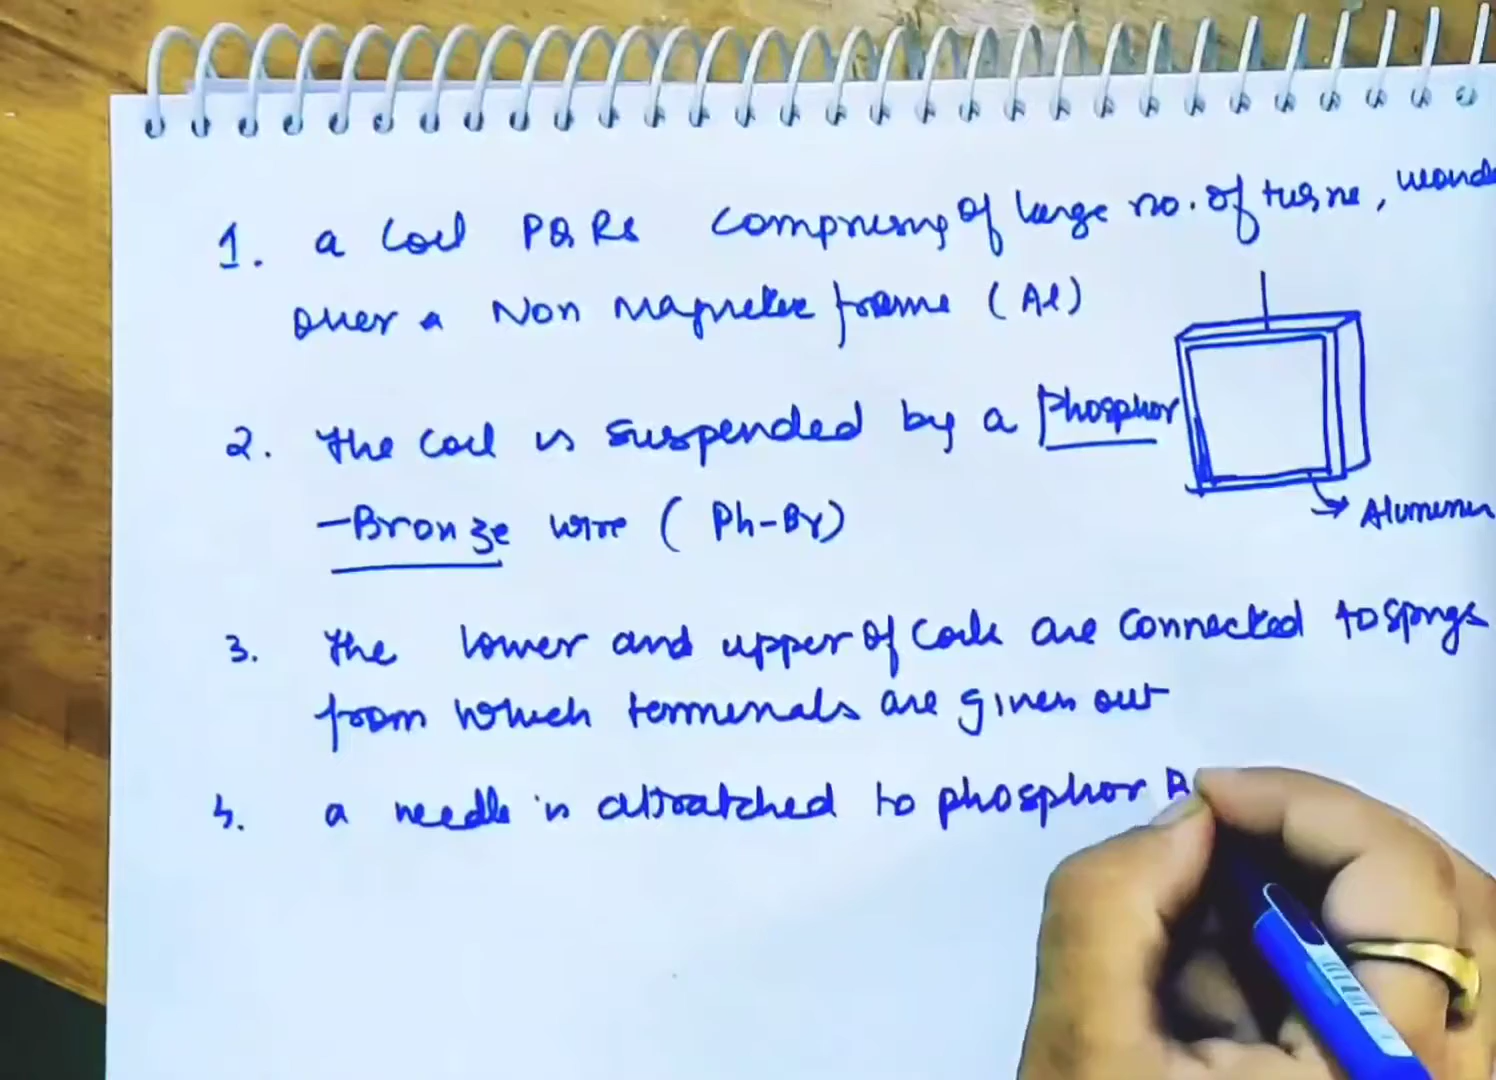 1. a Coil PQRS comprising of large no. of turns,
over a Non magnetic frame (Al)
2. the coil is suspended by a Phosphor
-Bronze wire ( Ph-Br)
Aluminium
3. the lower and upper of coils are connected to springs
from which terminals are given out
4. a needle is attatched to phosphor B